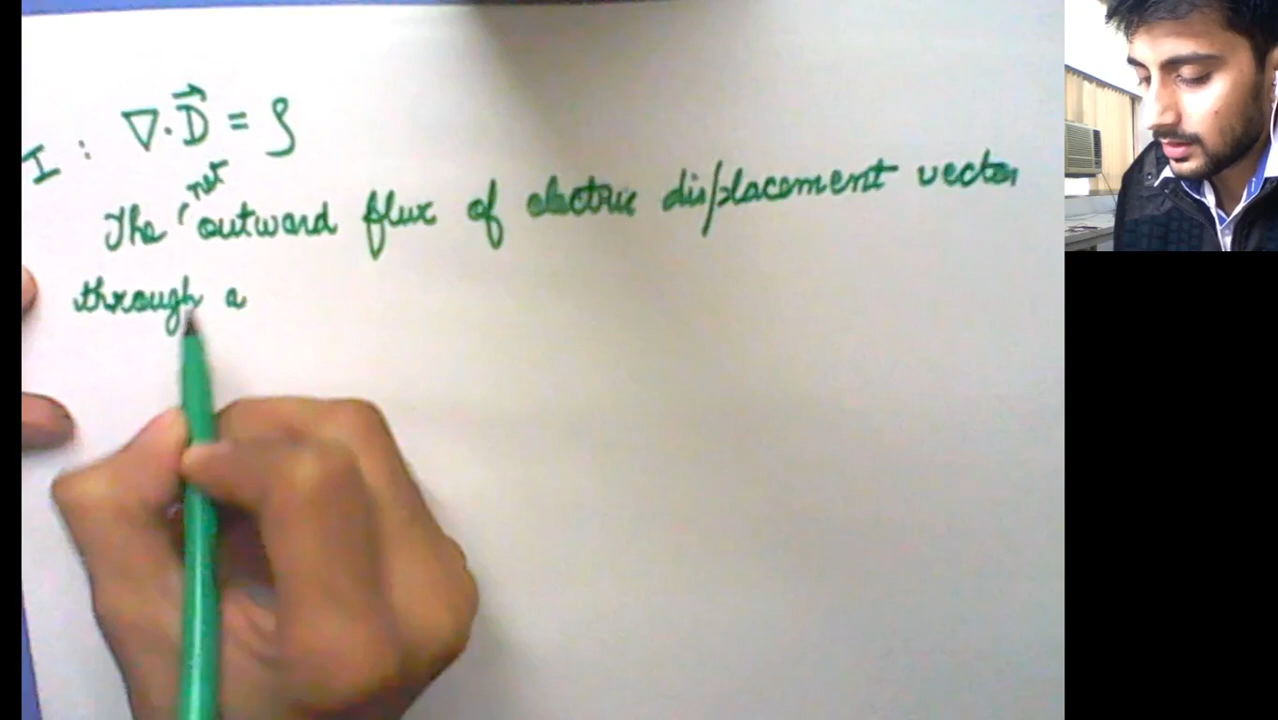 I : ∇·D⃗ = ρ
The net outward flux of electric displacement vector
through a